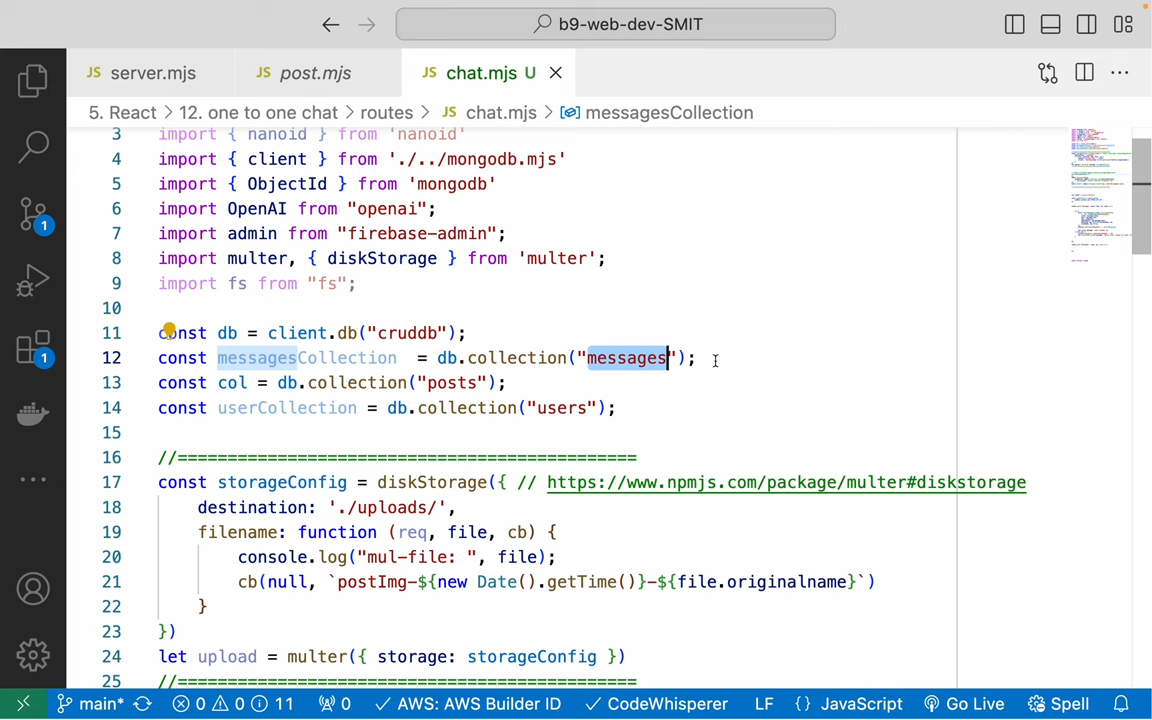 b9-web-dev-SMIT
JS server.mjs JS post.mjs JS chat.mjs U
5. React > 12. one to one chat > routes > JS chat.mjs > messagesCollection
3 import { nanoid } from 'nanoid'
4 import { client } from './../mongodb.mjs'
5 import { ObjectId } from 'mongodb'
6 import OpenAI from "openai";
7 import admin from "firebase-admin";
8 import multer, { diskStorage } from 'multer';
9 import fs from "fs";
10
11 const db = client.db("cruddb");
12 const messagesCollection  = db.collection("messages");
13 const col = db.collection("posts");
14 const userCollection = db.collection("users");
15
16 //==============================================
17 const storageConfig = diskStorage({ // https://www.npmjs.com/package/multer#diskstorage
18     destination: './uploads/',
19     filename: function (req, file, cb) {
20         console.log("mul-file: ", file);
21         cb(null, `postImg-${new Date().getTime()}-${file.originalname}`)
22     }
23 })
24 let upload = multer({ storage: storageConfig })
25 //==============================================
1
1
main* 0 0 11 0 AWS: AWS Builder ID CodeWhisperer LF {} JavaScript Go Live Spell